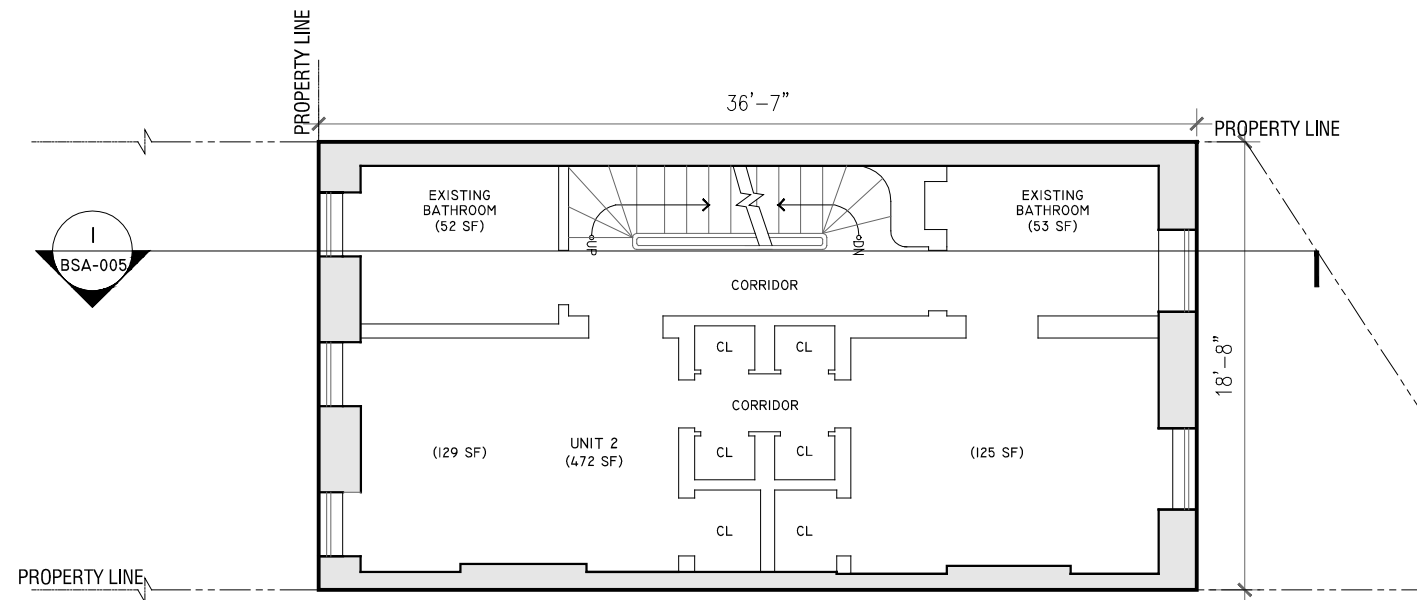 PROPERTY LINE
36'-7"
PROPERTY LINE
EXISTING
BATHROOM
(52 SF)
EXISTING
BATHROOM
(53 SF)
UP
DN
1
BSA-005
CORRIDOR
CL
CL
18'-8"
CORRIDOR
(129 SF)
UNIT 2
(472 SF)
CL
CL
(125 SF)
CL
CL
PROPERTY LINE